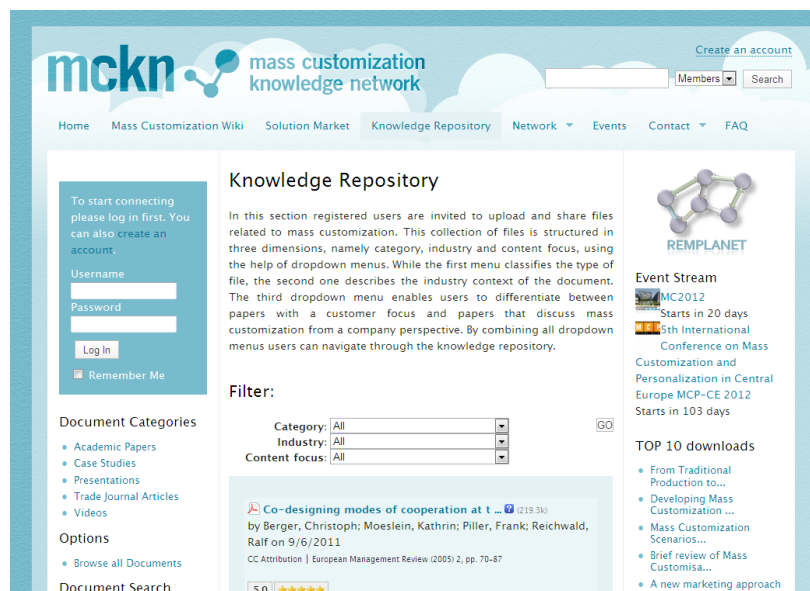 Create an account
mckn
mass customization
knowledge network
Members
Search
Home
Mass Customization Wiki
Solution Market
Knowledge Repository
Network
Events
Contact
FAQ
To start connecting
please log in first. You
can also create an
account.
Username
Password
Log In
Remember Me
Document Categories
Academic Papers
Case Studies
Presentations
Trade Journal Articles
Videos
Options
Browse all Documents
Document Search
Knowledge Repository
In this section registered users are invited to upload and share files
related to mass customization. This collection of files is structured in
three dimensions, namely category, industry and content focus, using
the help of dropdown menus. While the first menu classifies the type of
file, the second one describes the industry context of the document.
The third dropdown menu enables users to differentiate between
papers with a customer focus and papers that discuss mass
customization from a company perspective. By combining all dropdown
menus users can navigate through the knowledge repository.
Filter:
Category: All
GO
Industry: All
Content focus: All
Co-designing modes of cooperation at t ... ? (219.3k)
by Berger, Christoph; Moeslein, Kathrin; Piller, Frank; Reichwald,
Ralf on 9/6/2011
CC Attribution | European Management Review (2005) 2, pp. 70-87
5.0
REMPLANET
Event Stream
MC2012
Starts in 20 days
5th International
Conference on Mass
Customization and
Personalization in Central
Europe MCP-CE 2012
Starts in 103 days
TOP 10 downloads
From Traditional
Production to...
Developing Mass
Customization ...
Mass Customization
Scenarios...
Brief review of Mass
Customisa...
A new marketing approach